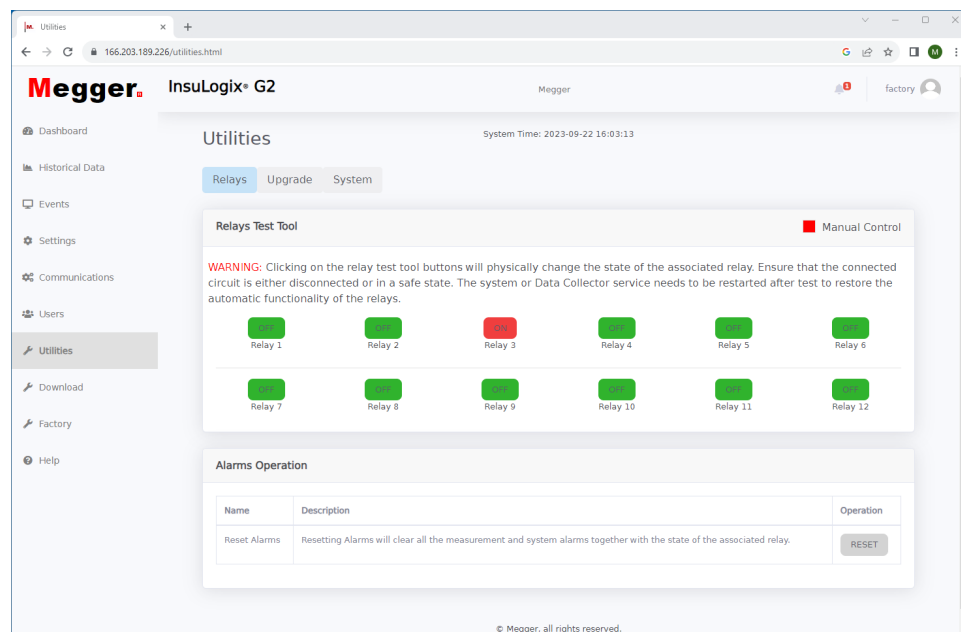 M. Utilities
166.203.189.226/utilities.html
G
M
Megger.
InsuLogix® G2
Megger
1
factory
Dashboard
Historical Data
Events
Settings
Communications
Users
Utilities
Download
Factory
Help
Utilities
System Time: 2023-09-22 16:03:13
Relays Upgrade System
Relays Test Tool
Manual Control
WARNING: Clicking on the relay test tool buttons will physically change the state of the associated relay. Ensure that the connected
circuit is either disconnected or in a safe state. The system or Data Collector service needs to be restarted after test to restore the
automatic functionality of the relays.
OFF OFF ON OFF OFF OFF
Relay 1 Relay 2 Relay 3 Relay 4 Relay 5 Relay 6
OFF OFF OFF OFF OFF OFF
Relay 7 Relay 8 Relay 9 Relay 10 Relay 11 Relay 12
Alarms Operation
Name Description Operation
Reset Alarms Resetting Alarms will clear all the measurement and system alarms together with the state of the associated relay. RESET
© Megger, all rights reserved.